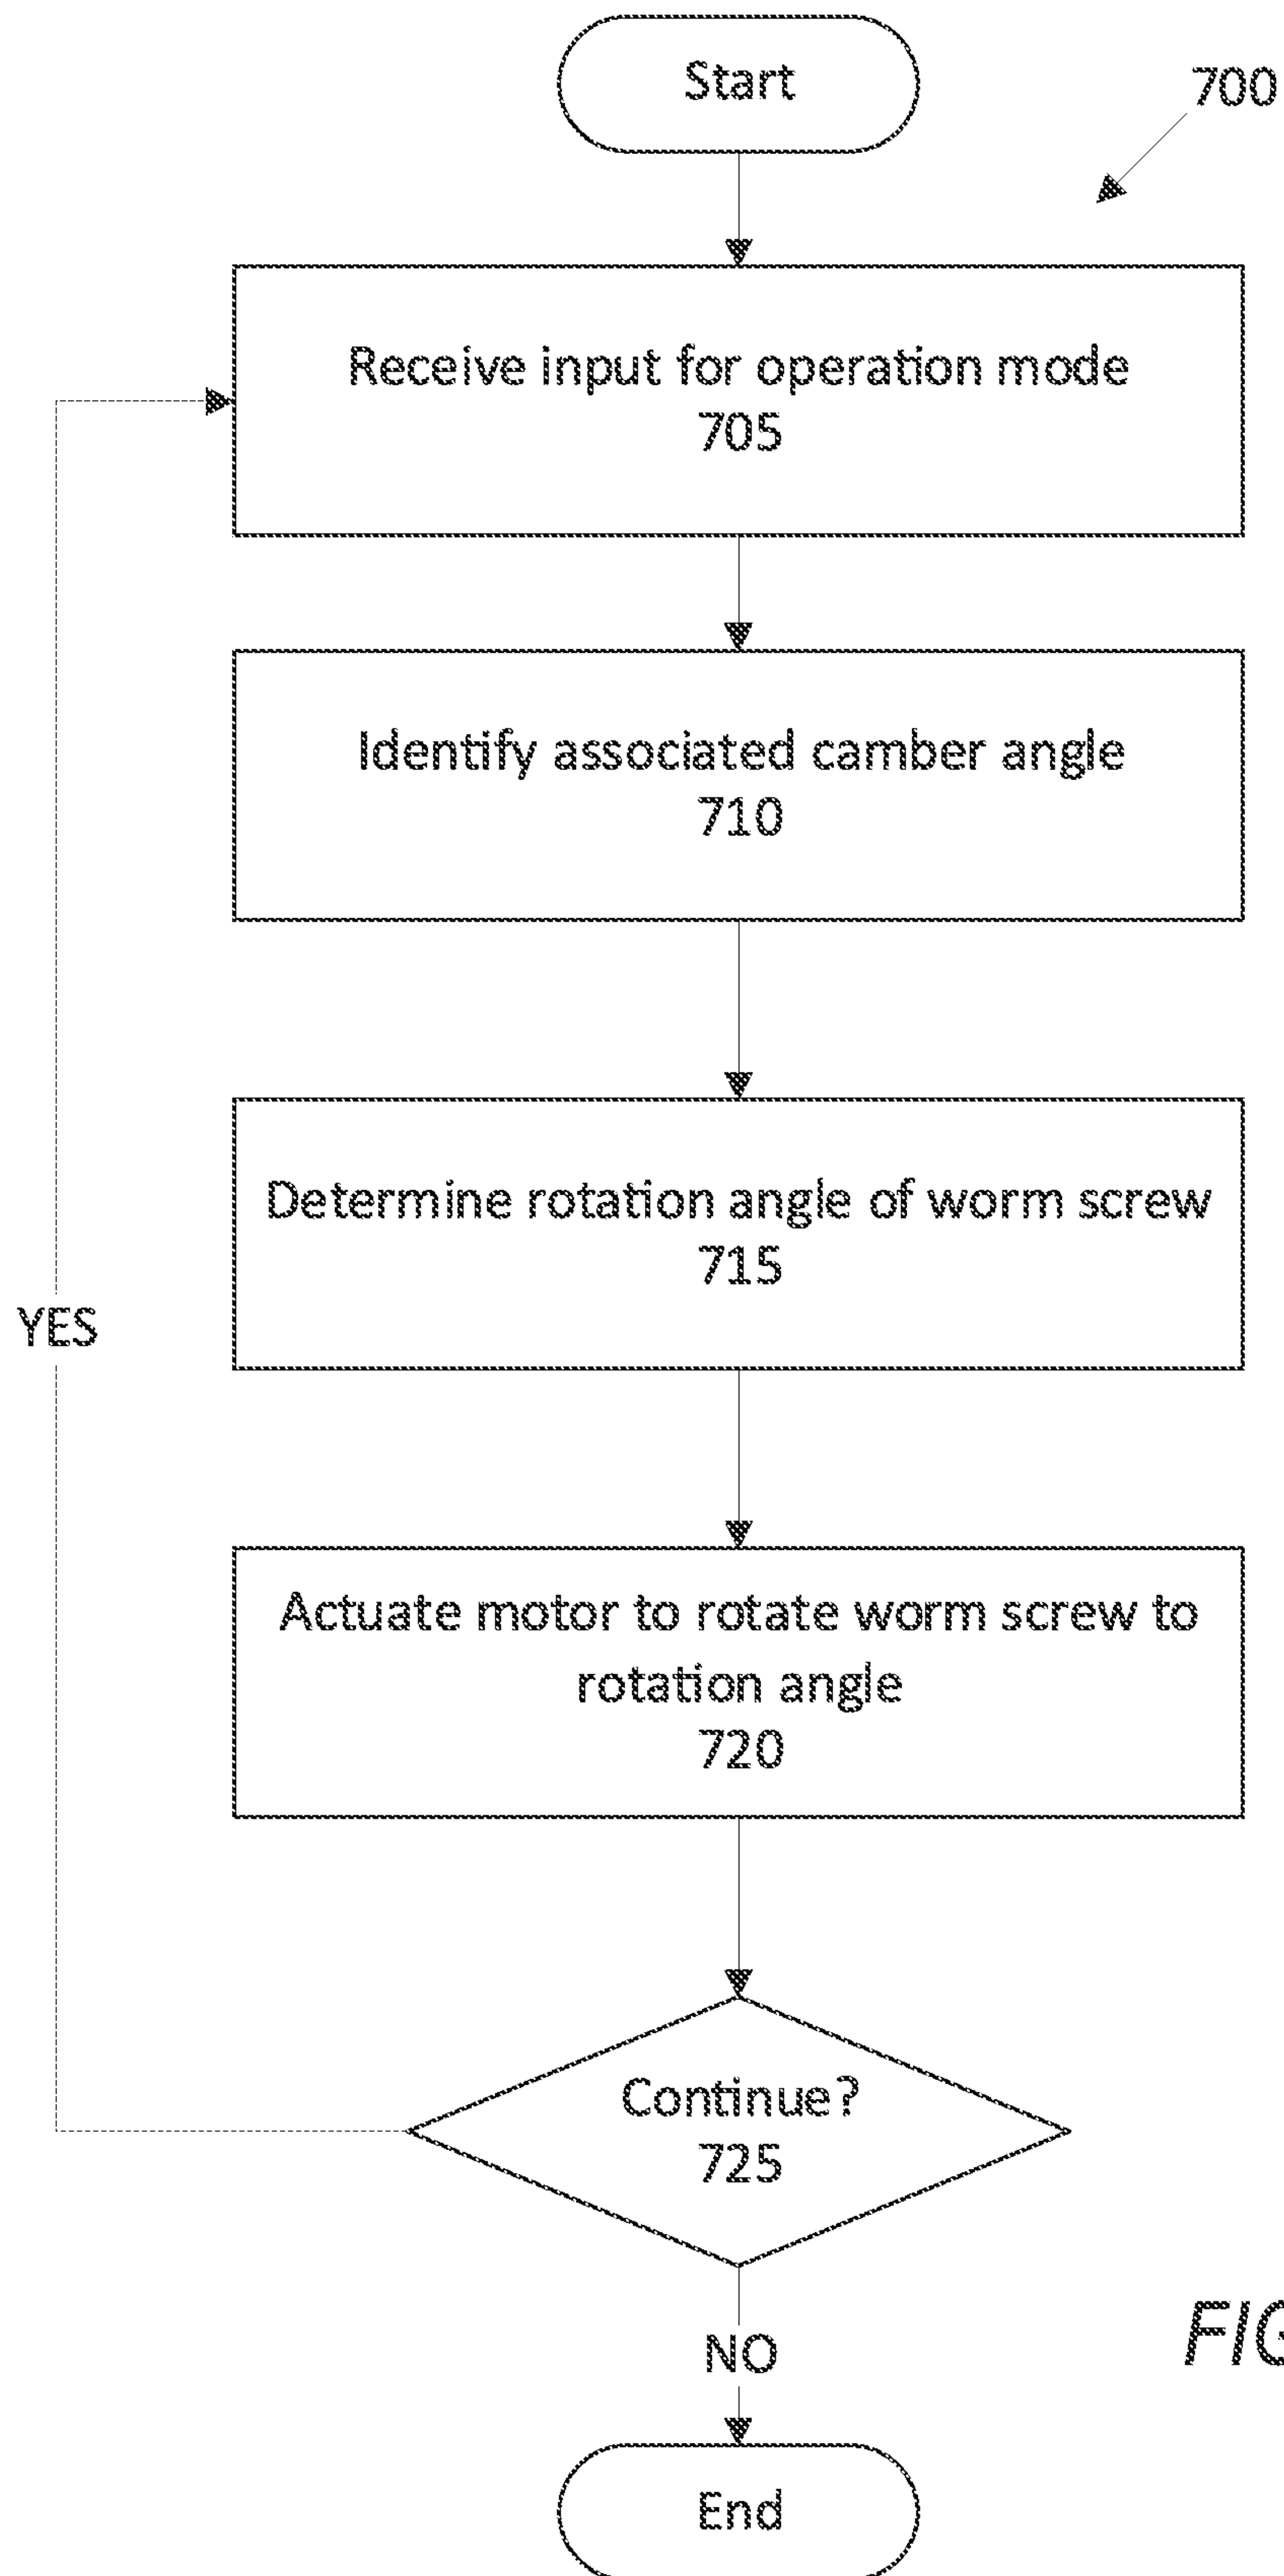 Start
700
Receive input for operation mode
705
Identify associated camber angle
710
Determine rotation angle of worm screw
715
YES
Actuate motor to rotate worm screw to
rotation angle
720
Continue?
725
NO
End